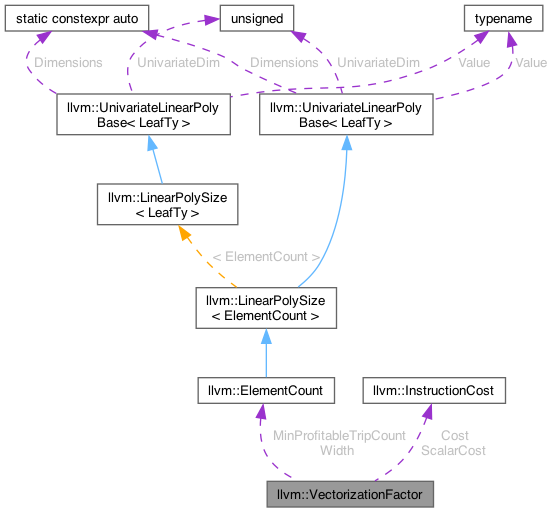 static constexpr auto
unsigned
typename
Dimensions
UnivariateDim
Dimensions
UnivariateDim
Value
Value
llvm::UnivariateLinearPoly
Base< LeafTy >
llvm::UnivariateLinearPoly
Base< LeafTy >
llvm::LinearPolySize
< LeafTy >
< ElementCount >
llvm::LinearPolySize
< ElementCount >
llvm::ElementCount
llvm::InstructionCost
MinProfitableTripCount
Width
Cost
ScalarCost
llvm::VectorizationFactor